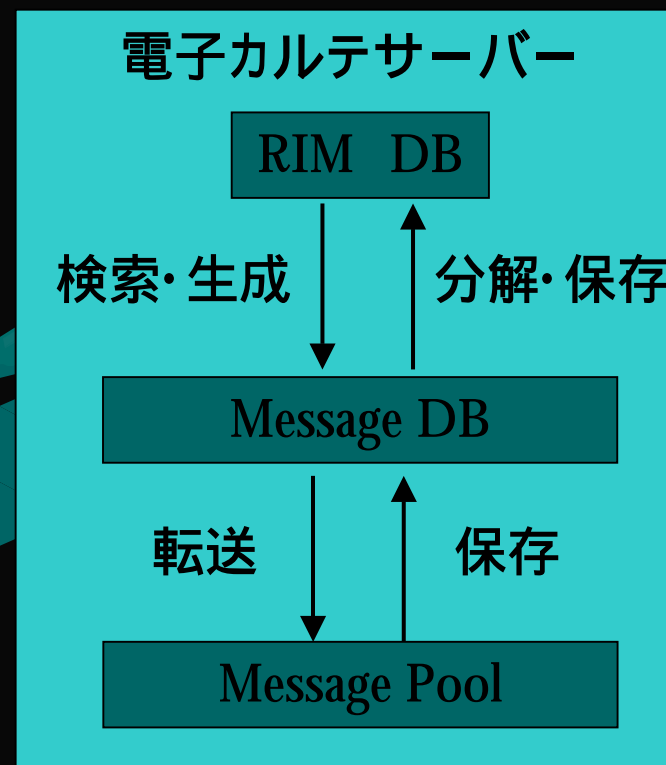 電子カルテサーバー
RIM DB
検索・生成
分解・保存
Message DB
転送
保存
Message Pool